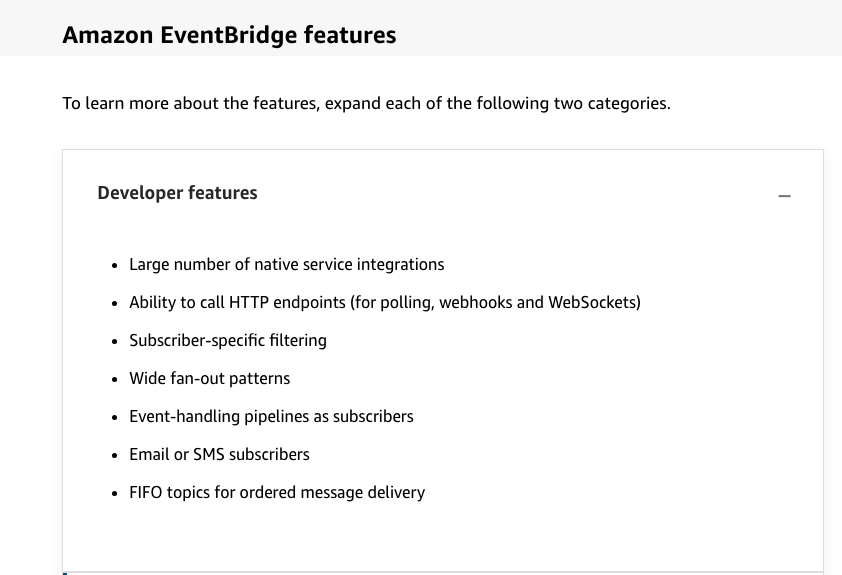 Amazon EventBridge features
To learn more about the features, expand each of the following two categories.
Developer features
Large number of native service integrations
Ability to call HTTP endpoints (for polling, webhooks and WebSockets)
Subscriber-specific filtering
Wide fan-out patterns
Event-handling pipelines as subscribers
Email or SMS subscribers
FIFO topics for ordered message delivery